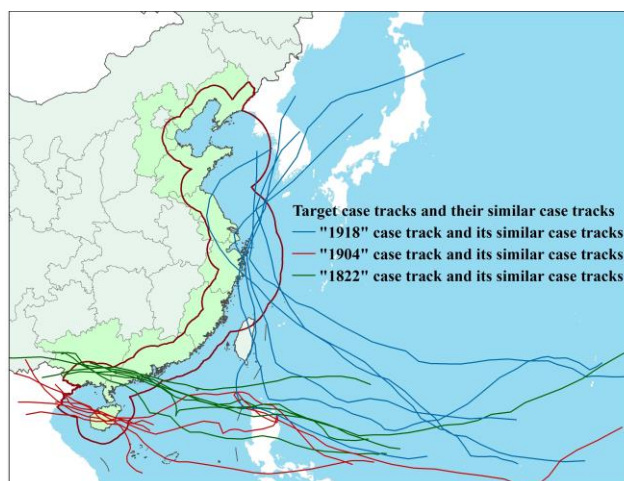 Target case tracks and their similar case tracks
"1918" case track and its similar case tracks
"1904" case track and its similar case tracks
"1822" case track and its similar case tracks